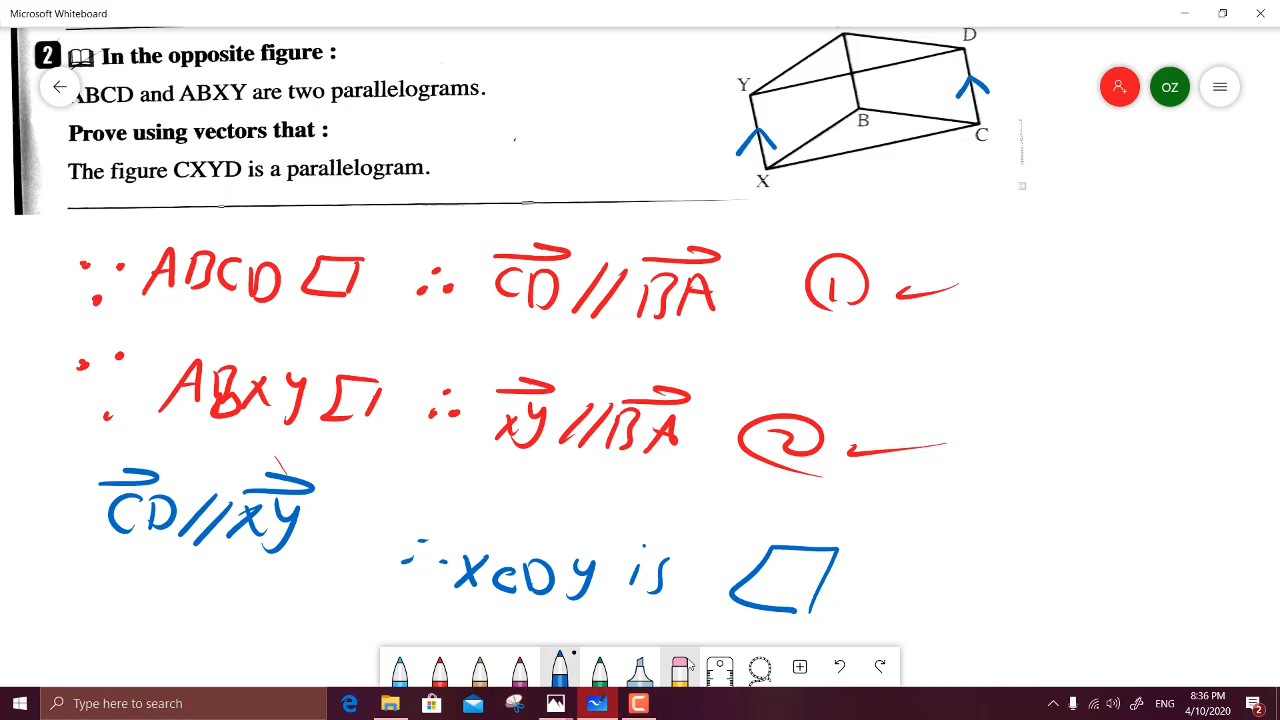 Microsoft Whiteboard
2 In the opposite figure :
ABCD and ABXY are two parallelograms.
Prove using vectors that :
The figure CXYD is a parallelogram.
D
Y
B
C
X
OZ
∵ ABCD ▱ ∴ CD // BA ①
∵ ABXY ▱ ∴ XY // BA ②
CD // XY
∴ XCDY is ▱
Type here to search
ENG
8:36 PM
4/10/2020
2